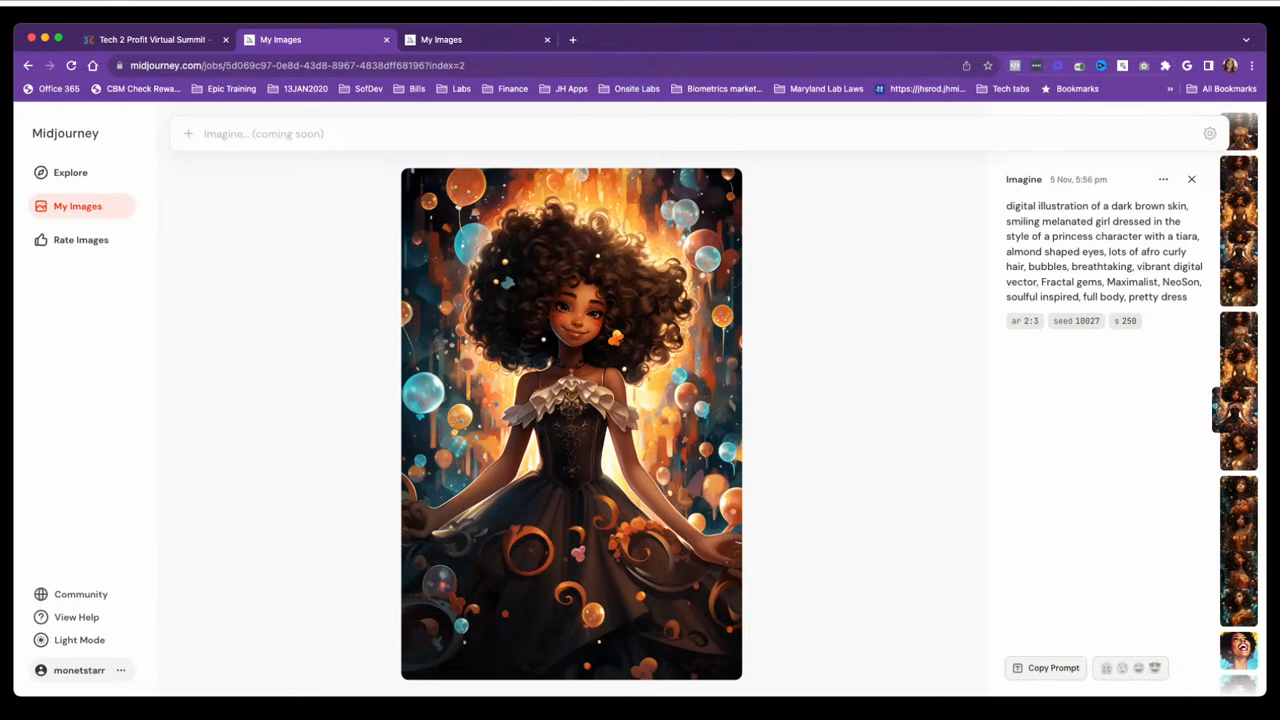 Tech 2 Profit Virtual Summit -
My Images
My Images
midjourney.com/jobs/5d069c97-0e8d-43d8-8967-4838dff68196?index=2
Office 365
CBM Check Rewa...
Epic Training
13JAN2020
SofDev
Bills
Labs
Finance
JH Apps
Onsite Labs
Biometrics market...
Maryland Lab Laws
https://jhsrod.jhmi...
Tech tabs
Bookmarks
»
All Bookmarks
Midjourney
Imagine... (coming soon)
Explore
My Images
Rate Images
Imagine 5 Nov, 5:56 pm
digital illustration of a dark brown skin,
smiling melanated girl dressed in the
style of a princess character with a tiara,
almond shaped eyes, lots of afro curly
hair, bubbles, breathtaking, vibrant digital
vector, Fractal gems, Maximalist, NeoSon,
soulful inspired, full body, pretty dress
ar 2:3 seed 10027 s 250
Community
View Help
Light Mode
monetstarr
Copy Prompt